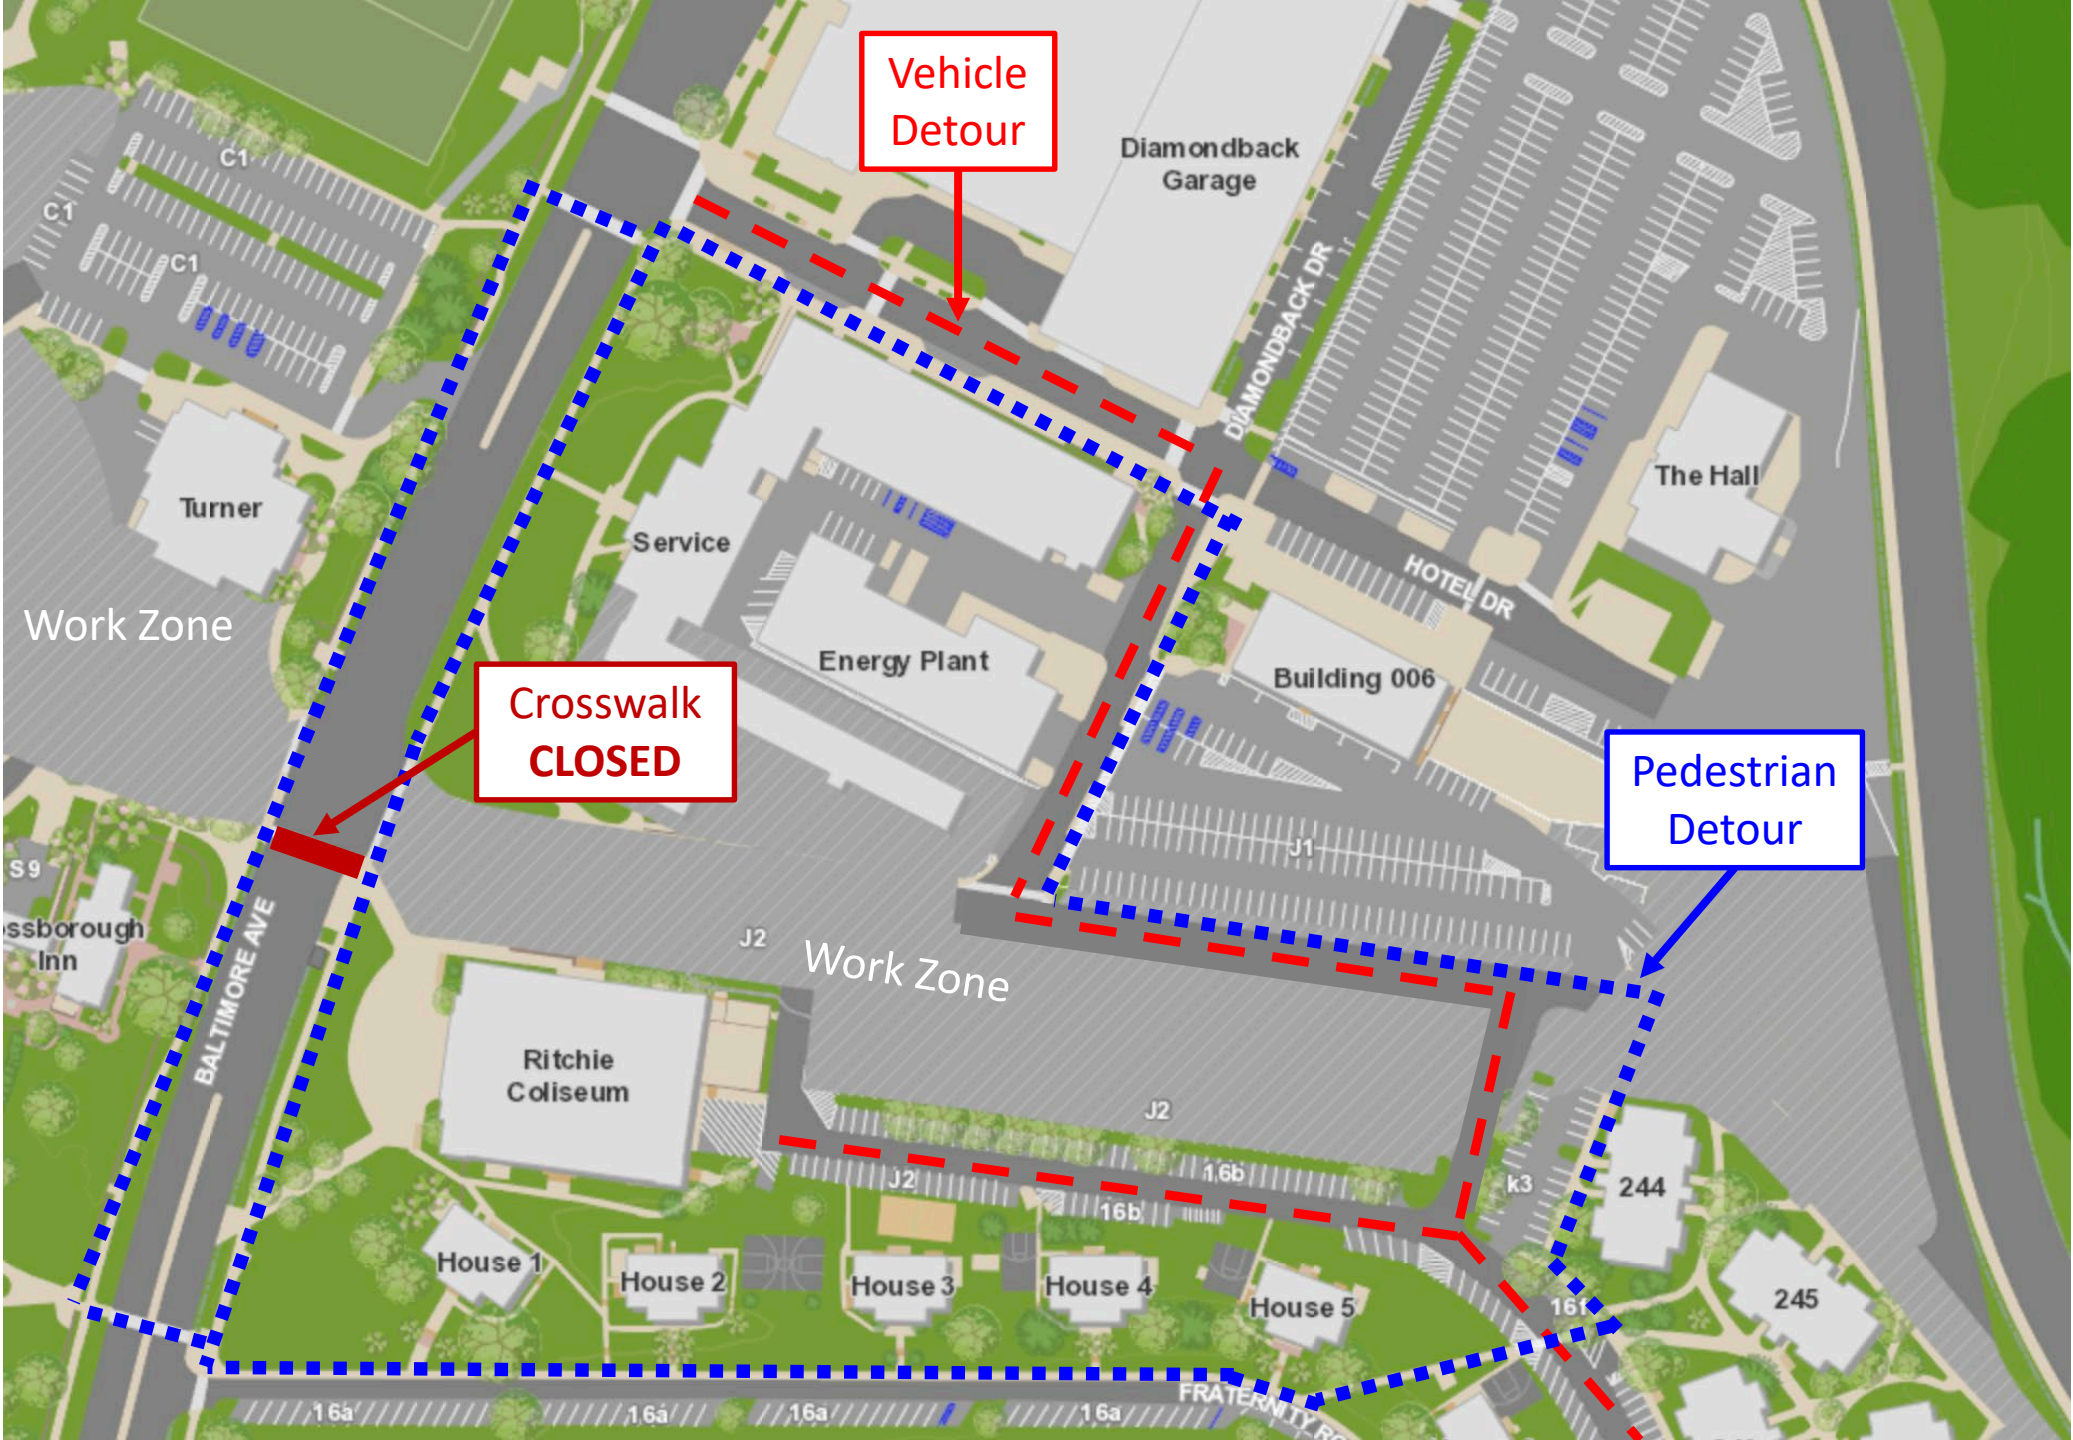 Vehicle
Detour
Diamondback
Garage
C1
C1
C1
DIAMONDBACK DR
Turner
The Hall
Service
HOTEL DR
Work Zone
Energy Plant
Building 006
Crosswalk
CLOSED
Pedestrian
Detour
J1
S9
ssborough
Inn
BALTIMORE AVE
J2
Work Zone
Ritchie
Coliseum
J2
J2
16b
16b
k3
244
House 1
House 2
House 3
House 4
House 5
16f
245
FRATERNITY RO
16a
16a
16a
16a